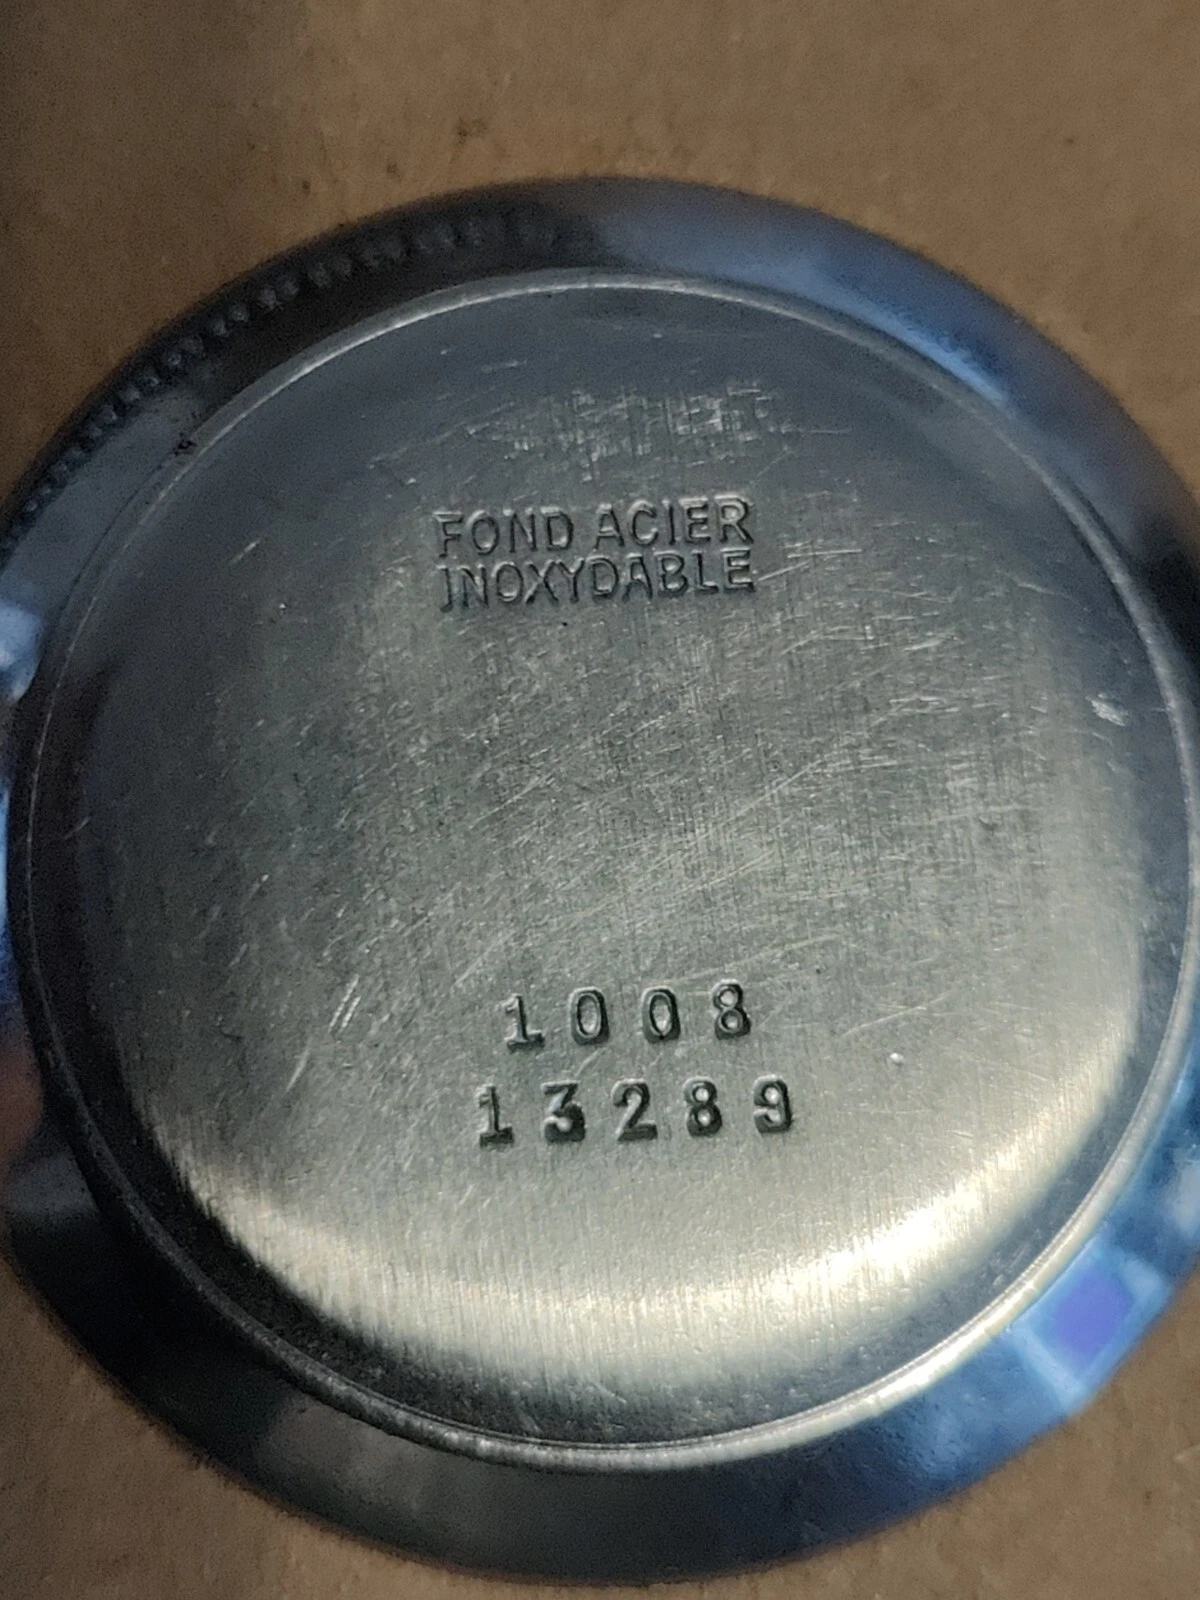 FOND ACIER
INOXYDABLE
1008
13289